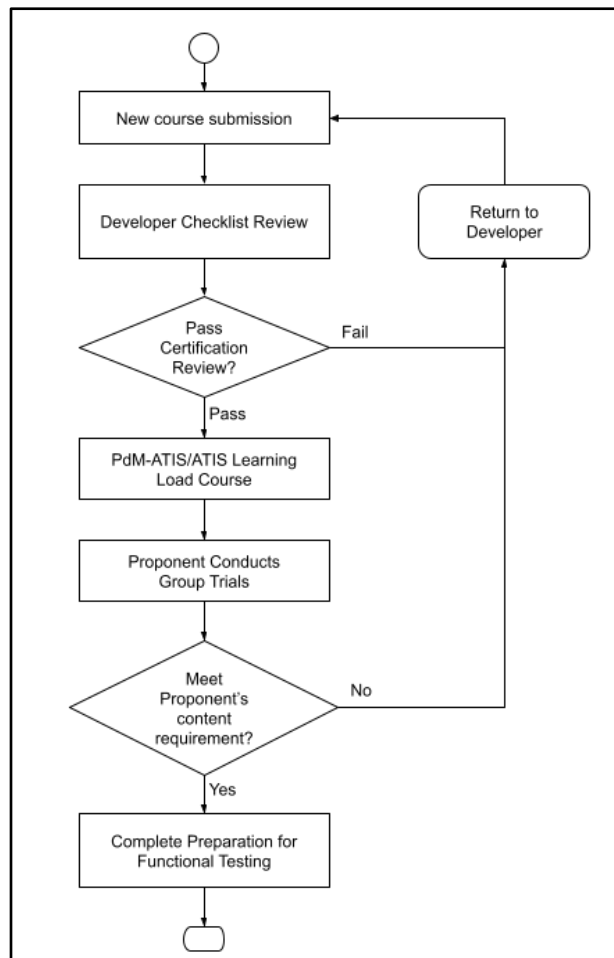 New course submission
Developer Checklist Review
Return to
Developer
Pass
Certification
Review?
Fail
Pass
PdM-ATIS/ATIS Learning
Load Course
Proponent Conducts
Group Trials
Meet
Proponent's
content
requirement?
No
Yes
Complete Preparation for
Functional Testing